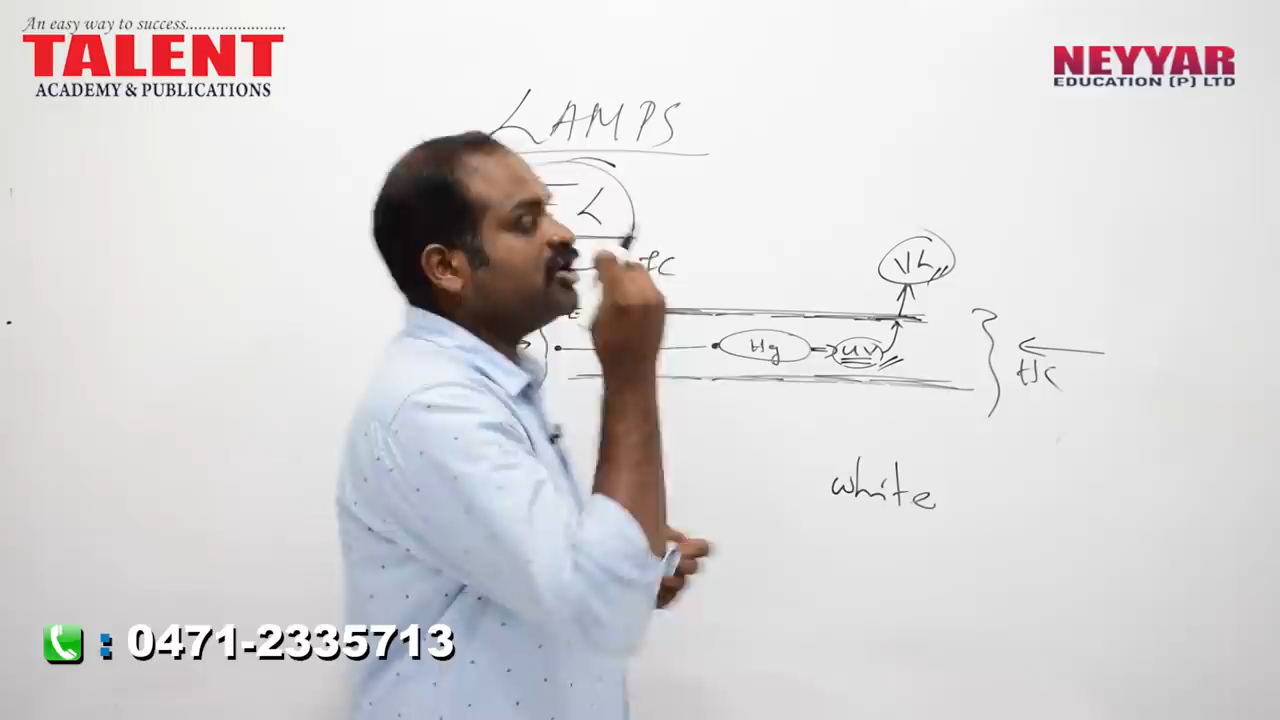 An easy way to success......................
TALENT
ACADEMY & PUBLICATIONS
NEYYAR
EDUCATION (P) LTD
LAMPS
L
VL
Hg
UV
white
: 0471-2335713